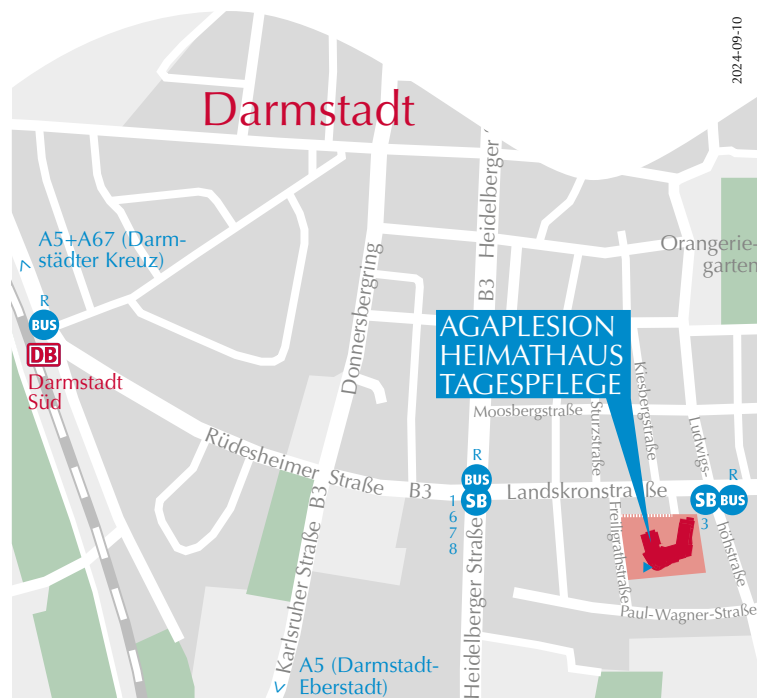 2024-09-10
Darmstadt
Heidelberger
B3
Orangerie-
garten
A5+A67 (Darm-
städter Kreuz)
Donnersbergring
R
BUS
DB
Darmstadt
Süd
AGAPLESION
HEIMATHAUS
TAGESPFLEGE
Moosbergstraße
Sturzstraße
Kiesbergstraße
Ludwigs-
höhstraße
Rüdesheimer Straße B3
R
BUS
SB
1
6
7
8
Landskronstraße
R
SB BUS
3
Freiligrathstraße
Paul-Wagner-Straße
Karlsruher Straße B3
Heidelberger Straße
A5 (Darmstadt-
Eberstadt)